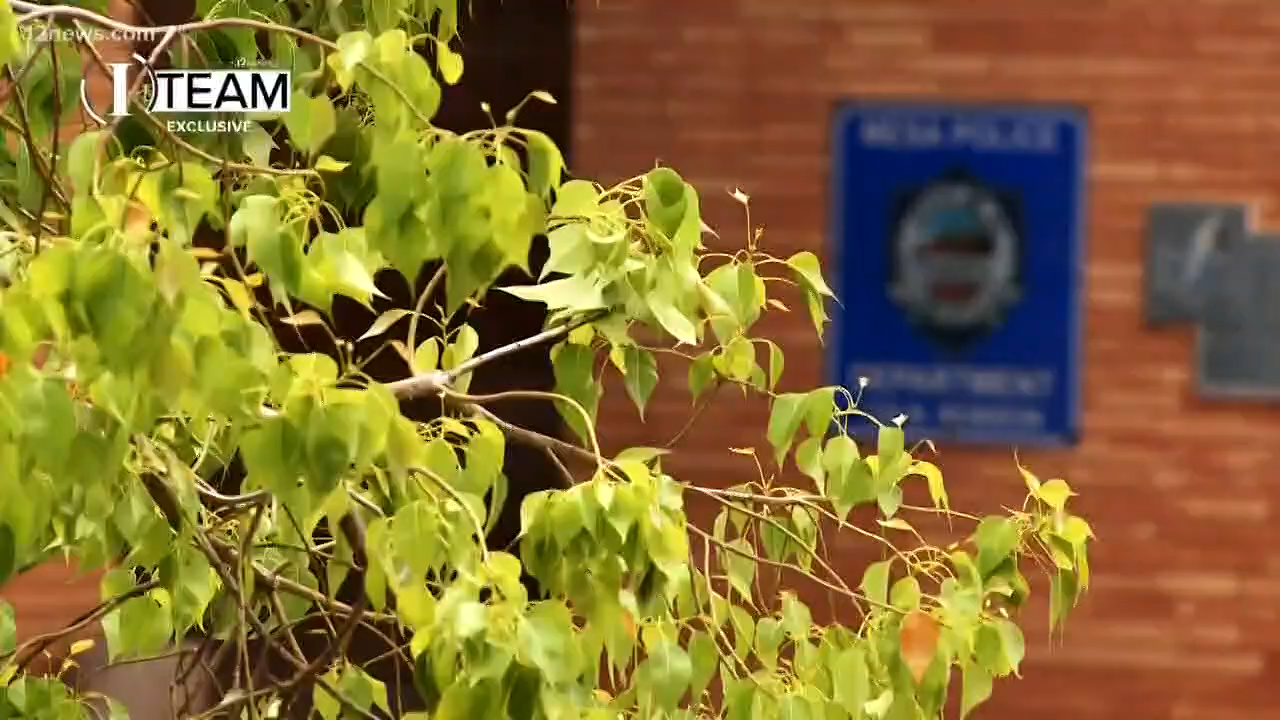 12news.com
I TEAM
EXCLUSIVE
MESA POLICE
DEPARTMENT